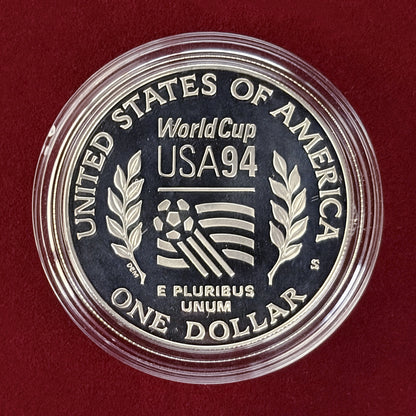 UNITED STATES OF AMERICA
WorldCup
USA94
E PLURIBUS
UNUM
S
ONE DOLLAR